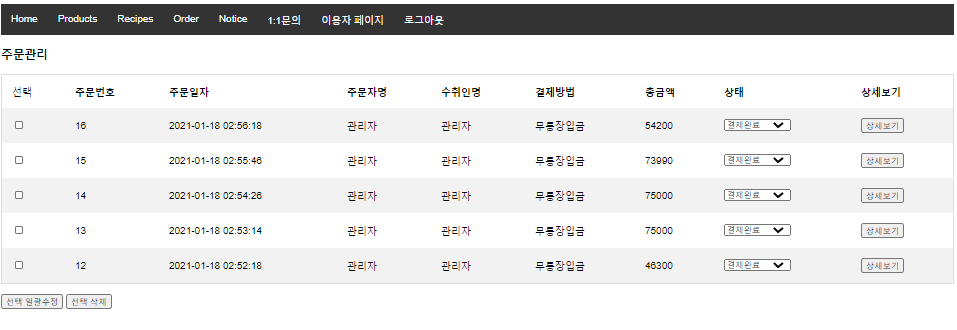 Home Products Recipes Order Notice 1:1문의 이용자 페이지 로그아웃
주문관리
선택 주문번호 주문일자 주문자명 수취인명 결제방법 총금액 상태 상세보기
16 2021-01-18 02:56:18 관리자 관리자 무통장입금 54200 결제완료 상세보기
15 2021-01-18 02:55:46 관리자 관리자 무통장입금 73990 결제완료 상세보기
14 2021-01-18 02:54:26 관리자 관리자 무통장입금 75000 결제완료 상세보기
13 2021-01-18 02:53:14 관리자 관리자 무통장입금 75000 결제완료 상세보기
12 2021-01-18 02:52:18 관리자 관리자 무통장입금 46300 결제완료 상세보기
선택 일괄수정 선택 삭제